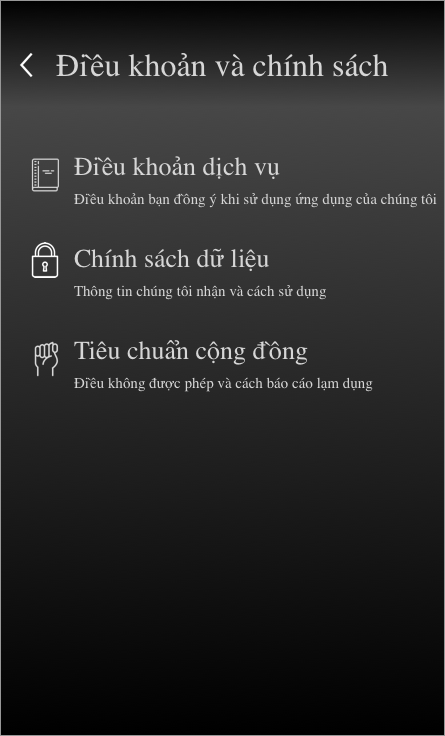 Điều khoản và chính sách
Điều khoản dịch vụ
Điều khoản bạn đồng ý khi sử dụng ứng dụng của chúng tôi
Chính sách dữ liệu
Thông tin chúng tôi nhận và cách sử dụng
Tiêu chuẩn cộng đồng
Điều không được phép và cách báo cáo lạm dụng